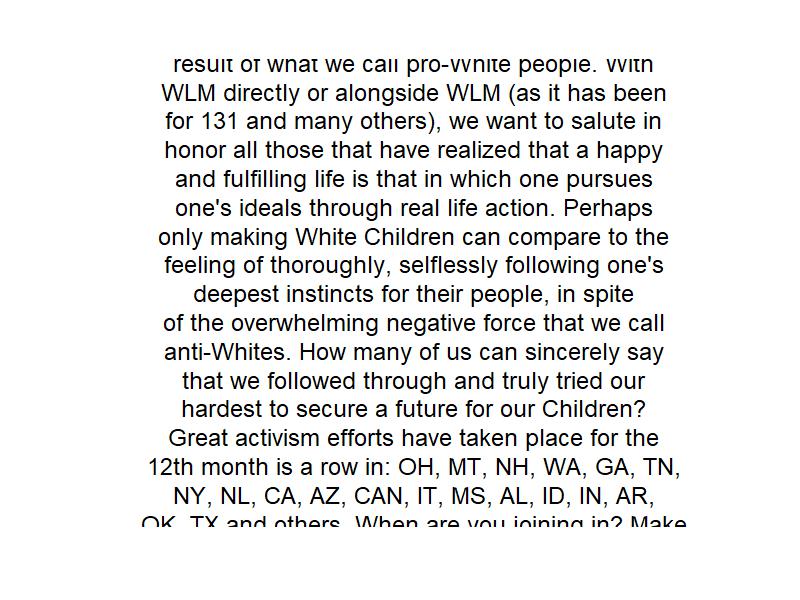 result of what we call pro-White people. With
WLM directly or alongside WLM (as it has been
for 131 and many others), we want to salute in
honor all those that have realized that a happy
and fulfilling life is that in which one pursues
one's ideals through real life action. Perhaps
only making White Children can compare to the
feeling of thoroughly, selflessly following one's
deepest instincts for their people, in spite
of the overwhelming negative force that we call
anti-Whites. How many of us can sincerely say
that we followed through and truly tried our
hardest to secure a future for our Children?
Great activism efforts have taken place for the
12th month is a row in: OH, MT, NH, WA, GA, TN,
NY, NL, CA, AZ, CAN, IT, MS, AL, ID, IN, AR,
OK, TX and others. When are you joining in? Make